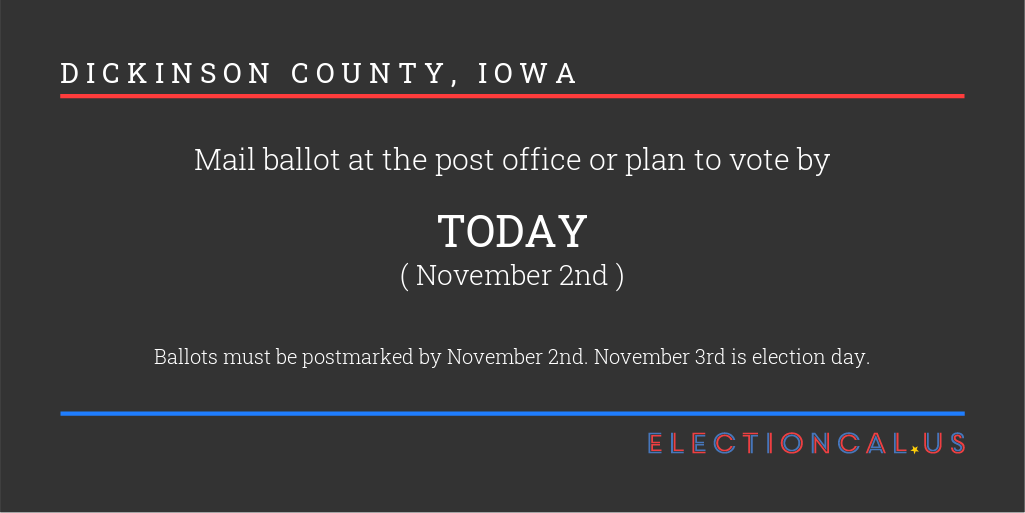 DICKINSON COUNTY, IOWA
Mail ballot at the post office or plan to vote by
TODAY
( November 2nd )
Ballots must be postmarked by November 2nd. November 3rd is election day.
ELECTIONCAL.US